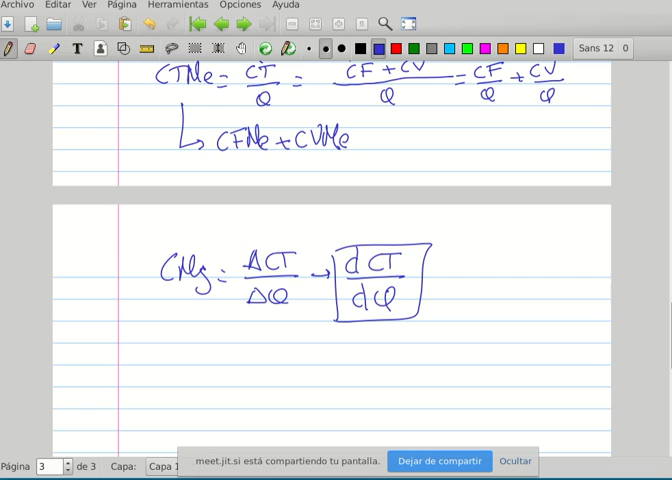 Archivo Editar Ver Página Herramientas Opciones Ayuda
Sans 12 0
CTMe = CT/Q = CF + CV/Q = CF/Q + CV/Q
↳ CFMe + CVMe
CMg = ΔCT/ΔQ → dCT/dQ
Página 3 de 3 Capa: Capa 1
meet.jit.si está compartiendo tu pantalla. Dejar de compartir Ocultar